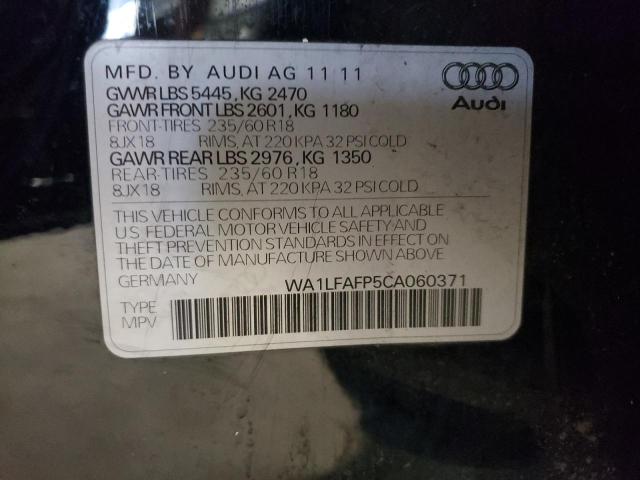 MFD. BY AUDI AG 11 11
GVWR LBS 5445, KG 2470
GAWR FRONT LBS 2601, KG 1180
FRONT-TIRES 235/60 R18
8JX18 RIMS, AT 220 KPA 32 PSI COLD
GAWR REAR LBS 2976, KG 1350
REAR-TIRES 235/60 R18
8JX18 RIMS, AT 220 KPA 32 PSI COLD
Audi
THIS VEHICLE CONFORMS TO ALL APPLICABLE
U.S. FEDERAL MOTOR VEHICLE SAFETY AND
THEFT PREVENTION STANDARDS IN EFFECT ON
THE DATE OF MANUFACTURE SHOWN ABOVE.
GERMANY WA1LFAFP5CA060371
TYPE
MPV